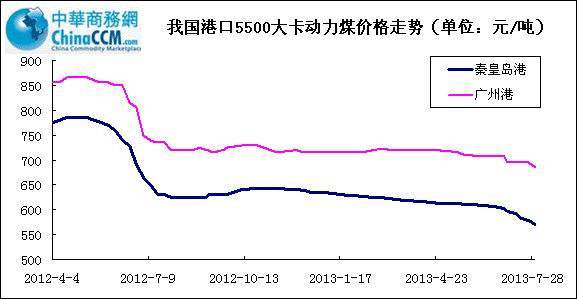 中華商務網
ChinaCCM.com
China Commodity Marketplace
我国港口5500大卡动力煤价格走势（单位：元/吨）
900
850
800
750
700
650
600
550
500
秦皇岛港
广州港
2012-4-4 2012-7-9 2012-10-13 2013-1-17 2013-4-23 2013-7-28